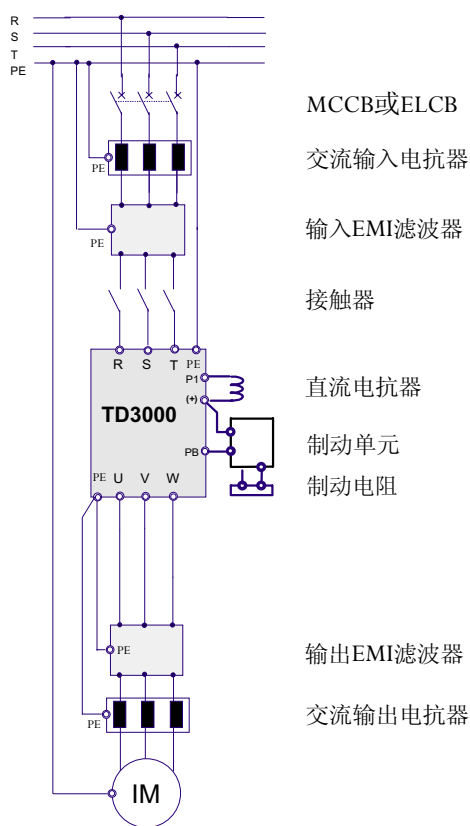 R
S
T
PE
MCCB或ELCB
PE
交流输入电抗器
PE
输入EMI滤波器
接触器
R S T PE
P1
直流电抗器
(+)
TD3000
制动单元
PB
PE U V W
制动电阻
PE
输出EMI滤波器
PE
交流输出电抗器
IM